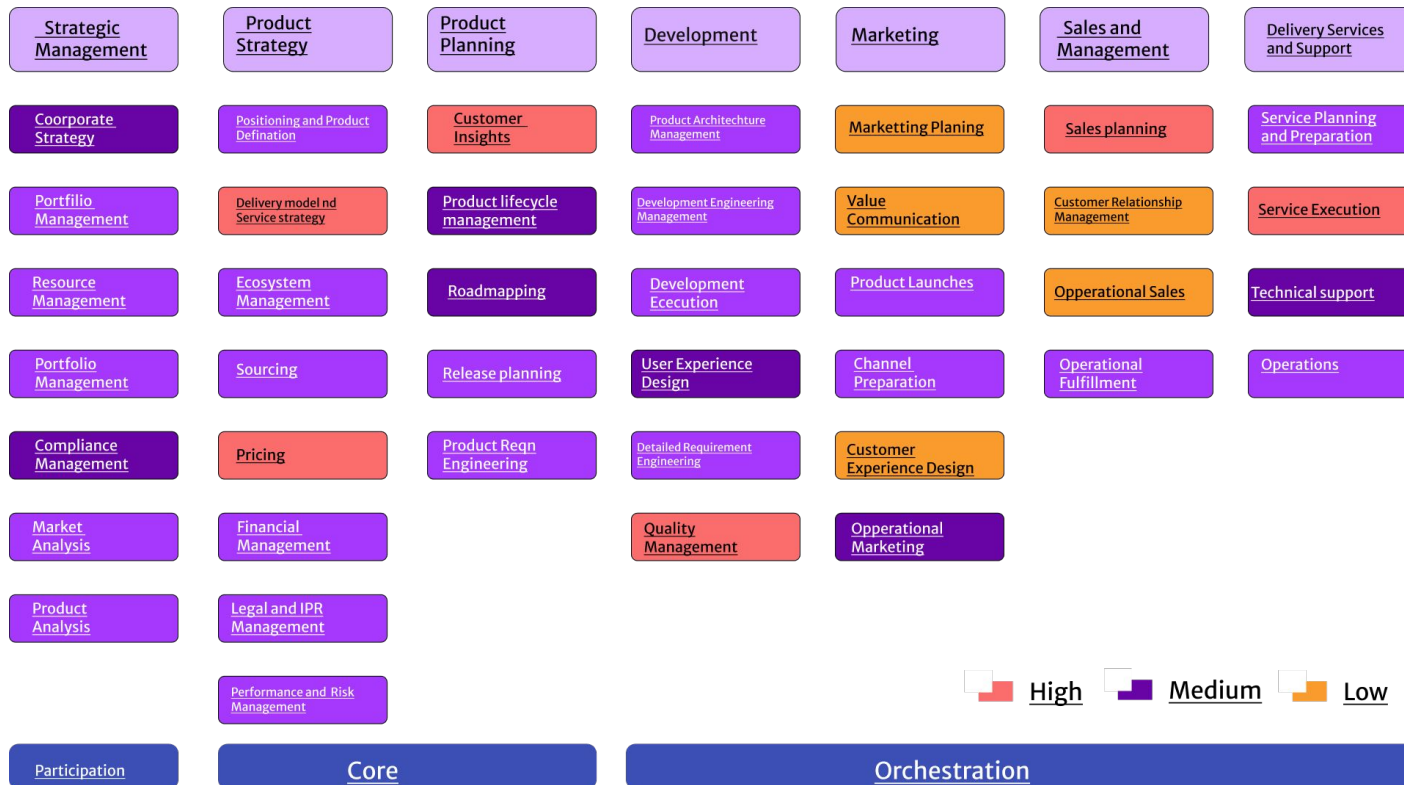 Strategic
Management
Product
Strategy
Product
Planning
Development
Marketing
Sales and
Management
Delivery Services
and Support
Coorporate
Strategy
Positioning and Product
Defination
Customer
Insights
Product Architechture
Management
Marketting Planing
Sales planning
Service Planning
and Preparation
Portfilio
Management
Delivery model nd
Service strategy
Product lifecycle
management
Development Engineering
Management
Value
Communication
Customer Relationship
Management
Service Execution
Resource
Management
Ecosystem
Management
Roadmapping
Development
Ececution
Product Launches
Opperational Sales
Technical support
Portfolio
Management
Sourcing
Release planning
User Experience
Design
Channel
Preparation
Operational
Fulfillment
Operations
Compliance
Management
Pricing
Product Reqn
Engineering
Detailed Requirement
Engineering
Customer
Experience Design
Market
Analysis
Financial
Management
Quality
Management
Opperational
Marketing
Product
Analysis
Legal and IPR
Management
Performance and Risk
Management
High
Medium
Low
Participation
Core
Orchestration